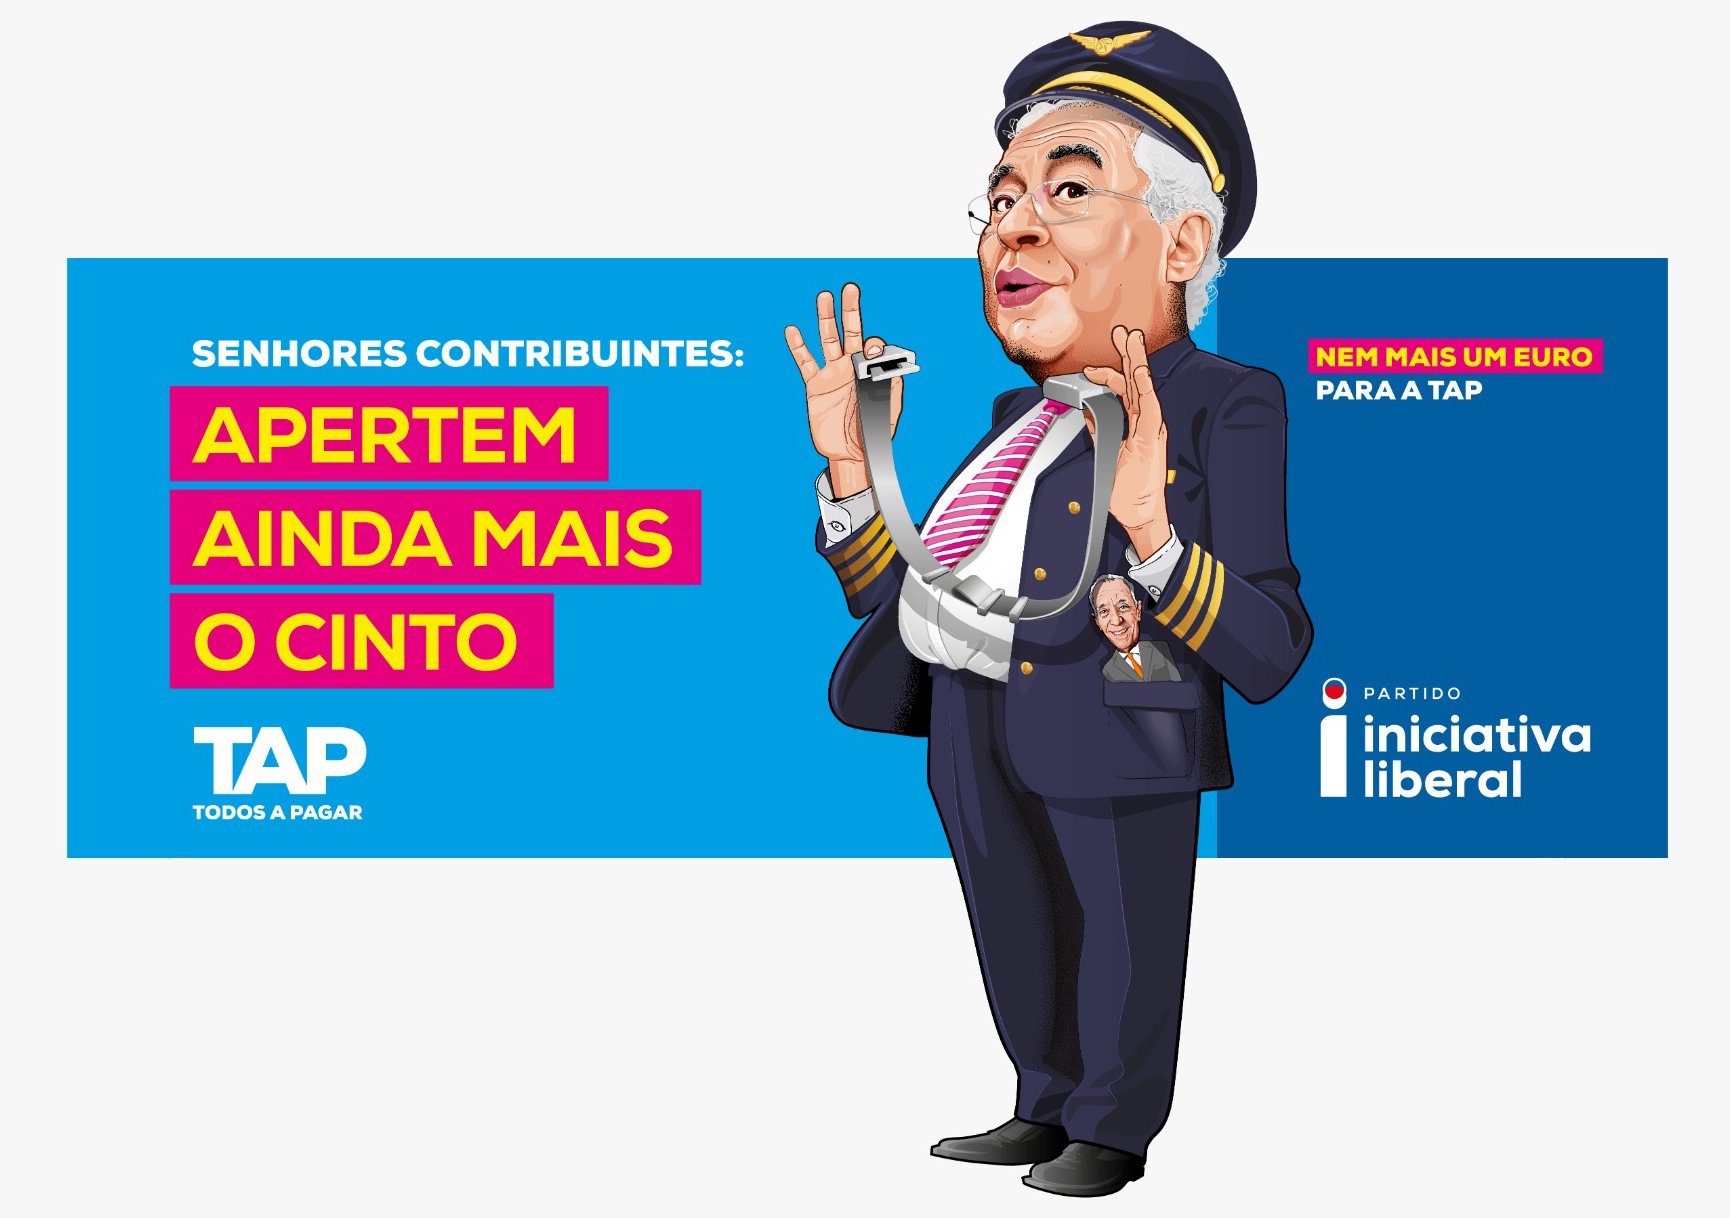 SENHORES CONTRIBUINTES:
APERTEM
AINDA MAIS
O CINTO
TAP
TODOS A PAGAR
NEM MAIS UM EURO
PARA A TAP
PARTIDO
iniciativa
liberal